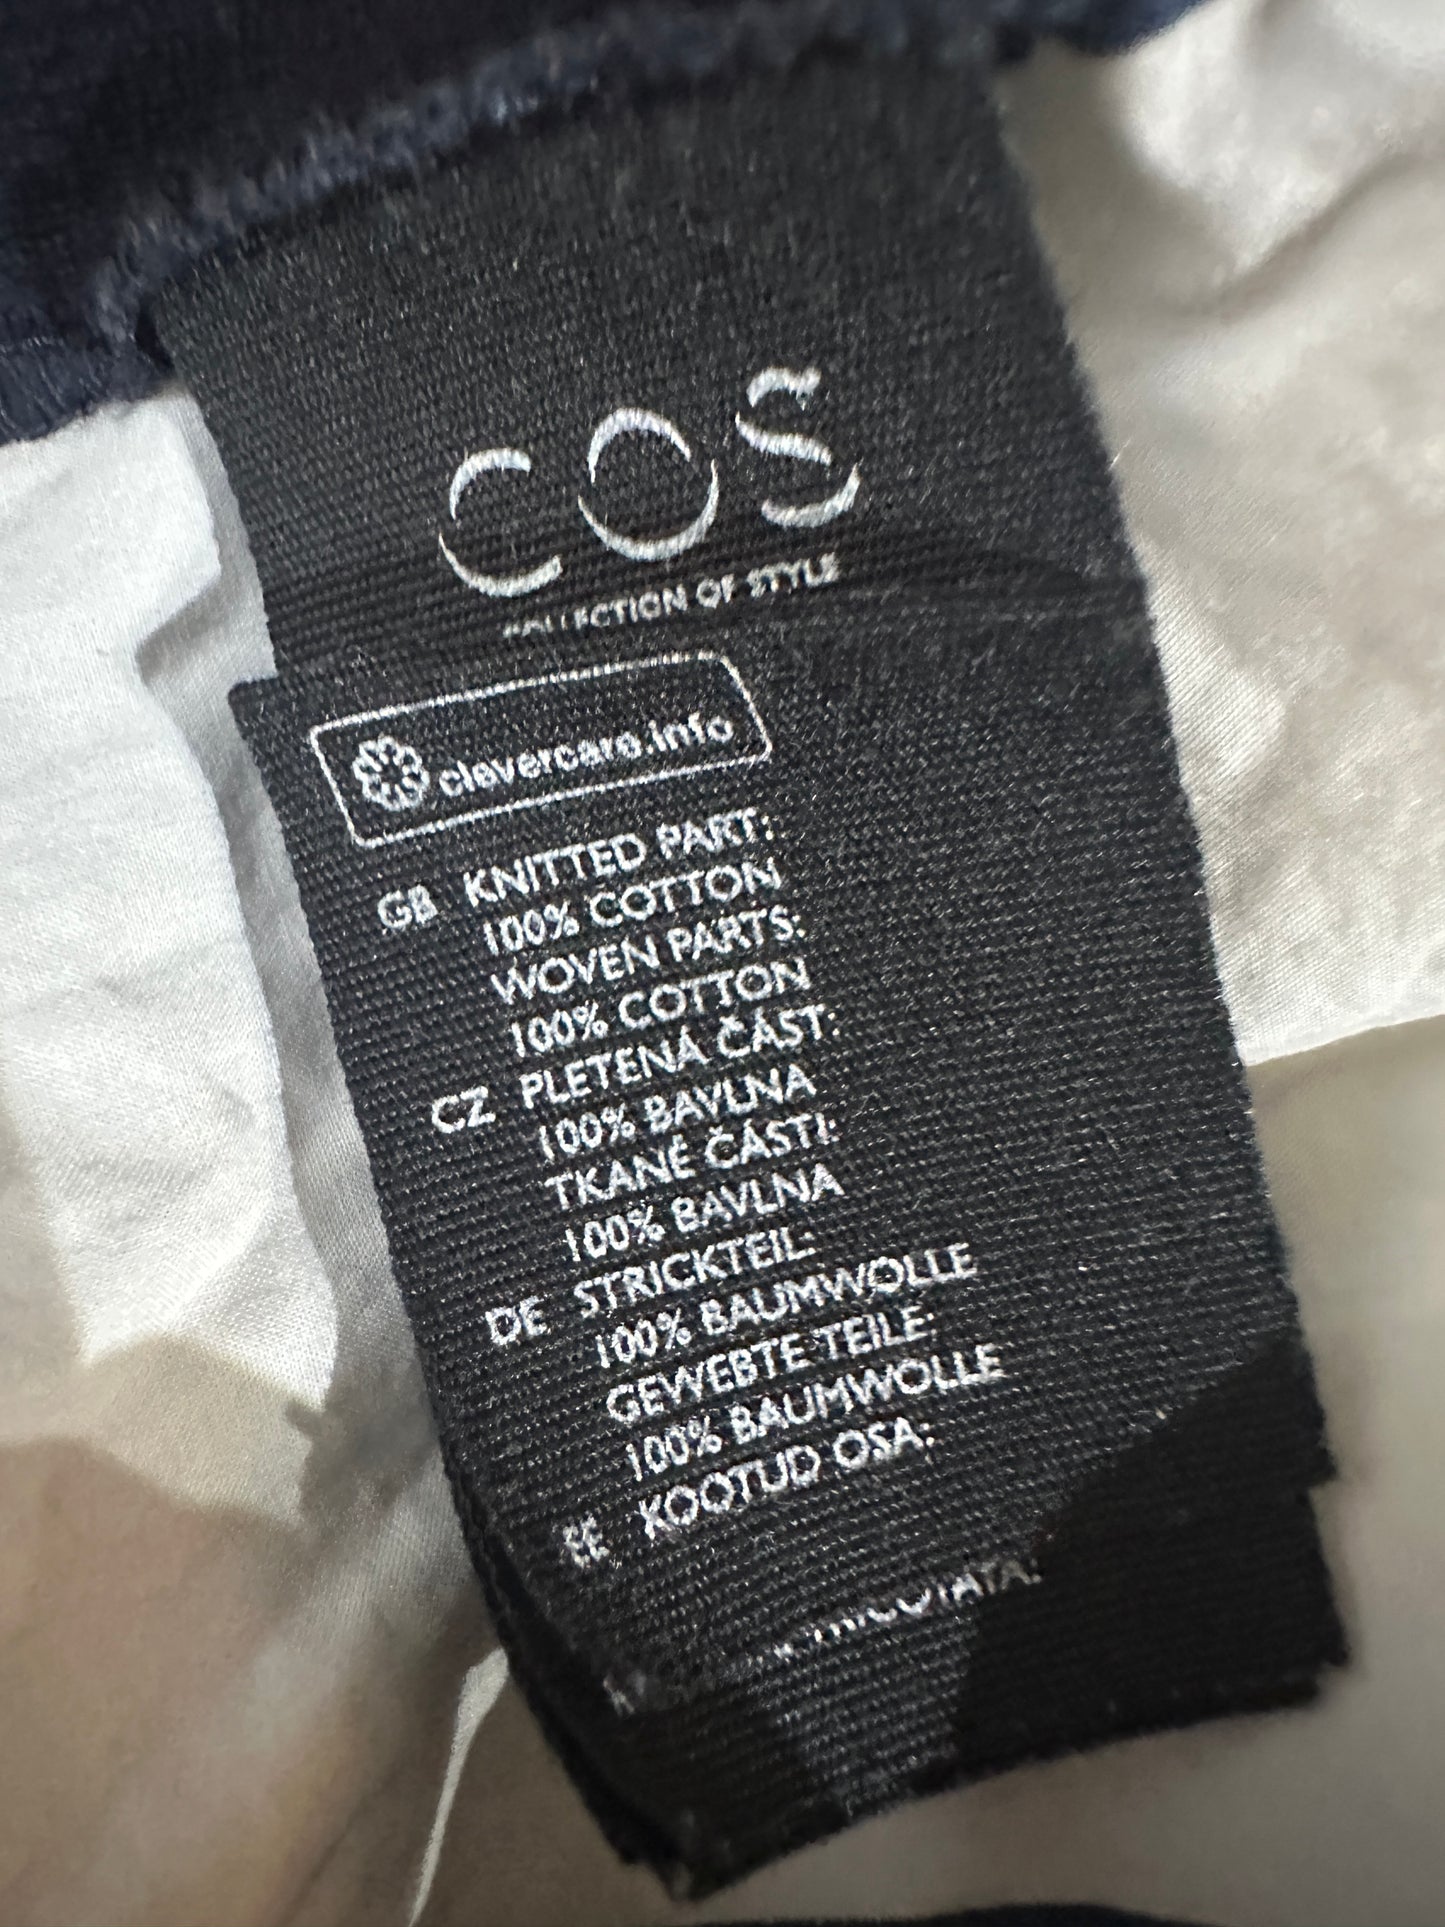 COS
COLLECTION OF STYLE
clevercare.info
GB KNITTED PART:
100% COTTON
WOVEN PARTS:
100% COTTON
CZ PLETENÁ ČÁST:
100% BAVLNA
TKANÉ ČÁSTI:
100% BAVLNA
DE STRICKTEIL:
100% BAUMWOLLE
GEWEBTE TEILE:
100% BAUMWOLLE
EE KOOTUD OSA: